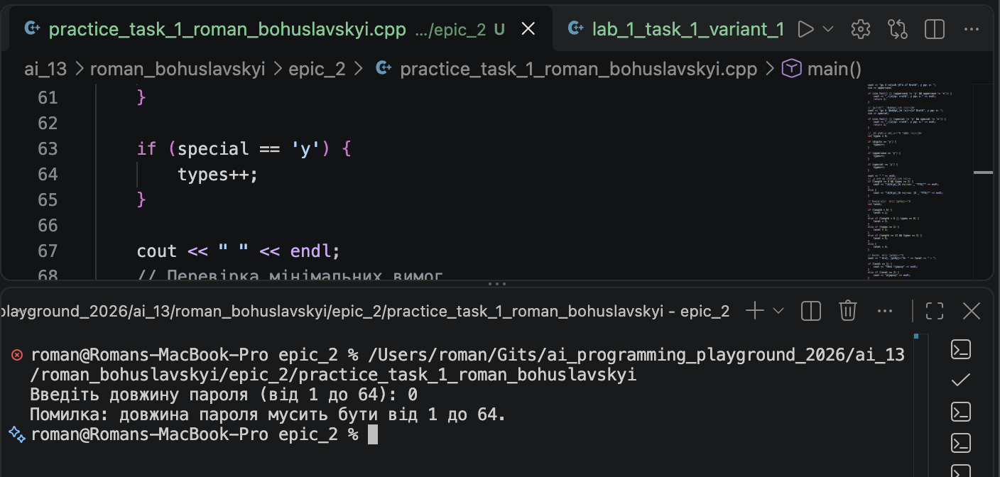 practice_task_1_roman_bohuslavskyi.cpp .../epic_2 U
lab_1_task_1_variant_1
ai_13 > roman_bohuslavskyi > epic_2 > practice_task_1_roman_bohuslavskyi.cpp > main()
61 }
62
63 if (special == 'y') {
64 types++;
65 }
66
67 cout << " " << endl;
68 // Перевірка мінімальних вимог
playground_2026/ai_13/roman_bohuslavskyi/epic_2/practice_task_1_roman_bohuslavskyi - epic_2
roman@Romans-MacBook-Pro epic_2 % /Users/roman/Gits/ai_programming_playground_2026/ai_13
/roman_bohuslavskyi/epic_2/practice_task_1_roman_bohuslavskyi
Введіть довжину пароля (від 1 до 64): 0
Помилка: довжина пароля мусить бути від 1 до 64.
roman@Romans-MacBook-Pro epic_2 %